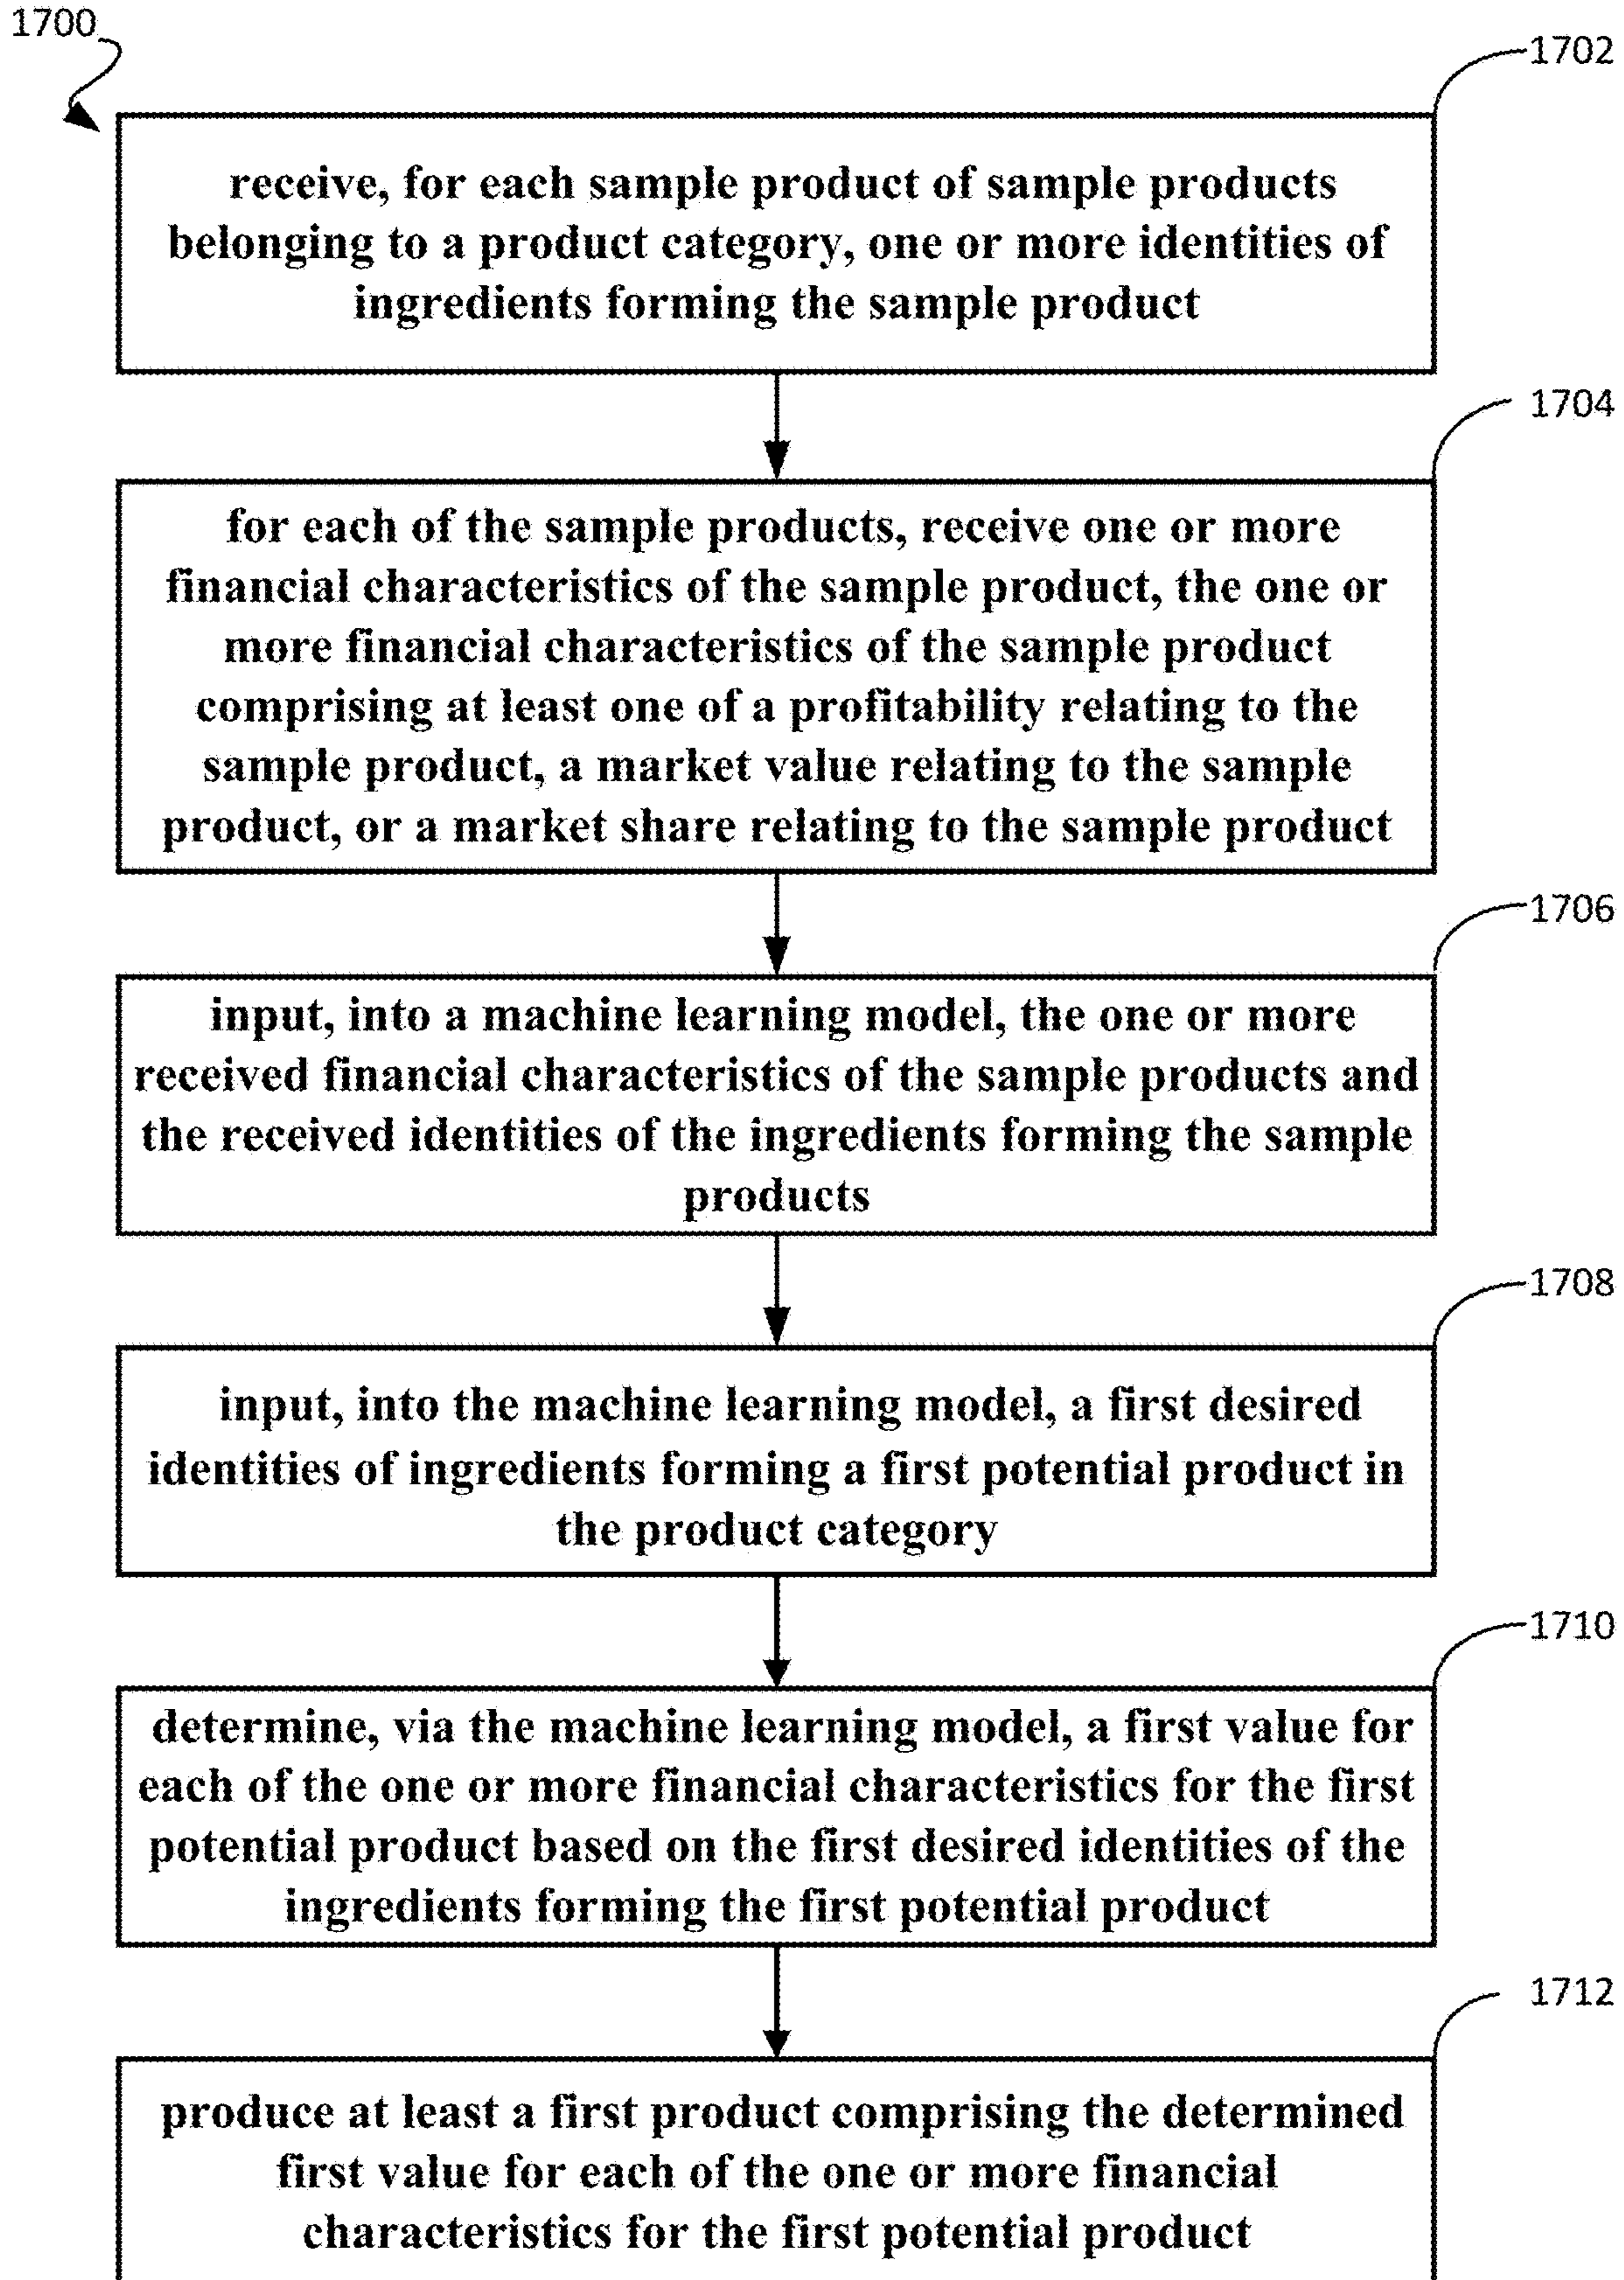 1700
1702
receive, for each sample product of sample products
belonging to a product category, one or more identities of
ingredients forming the sample product
1704
for each of the sample products, receive one or more
financial characteristics of the sample product, the one or
more financial characteristics of the sample product
comprising at least one of a profitability relating to the
sample product, a market value relating to the sample
product, or a market share relating to the sample product
1706
input, into a machine learning model, the one or more
received financial characteristics of the sample products and
the received identities of the ingredients forming the sample
products
1708
input, into the machine learning model, a first desired
identities of ingredients forming a first potential product in
the product category
1710
determine, via the machine learning model, a first value for
each of the one or more financial characteristics for the first
potential product based on the first desired identities of the
ingredients forming the first potential product
1712
produce at least a first product comprising the determined
first value for each of the one or more financial
characteristics for the first potential product